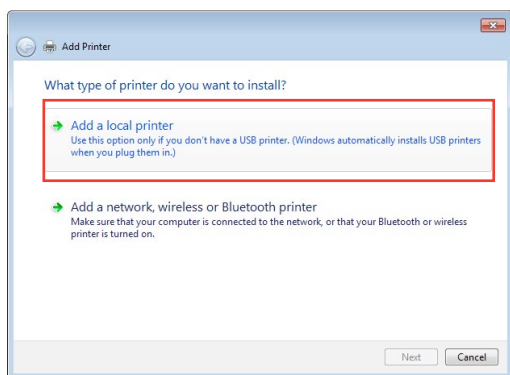 Add Printer
What type of printer do you want to install?
Add a local printer
Use this option only if you don't have a USB printer. (Windows automatically installs USB printers
when you plug them in.)
Add a network, wireless or Bluetooth printer
Make sure that your computer is connected to the network, or that your Bluetooth or wireless
printer is turned on.
Next Cancel